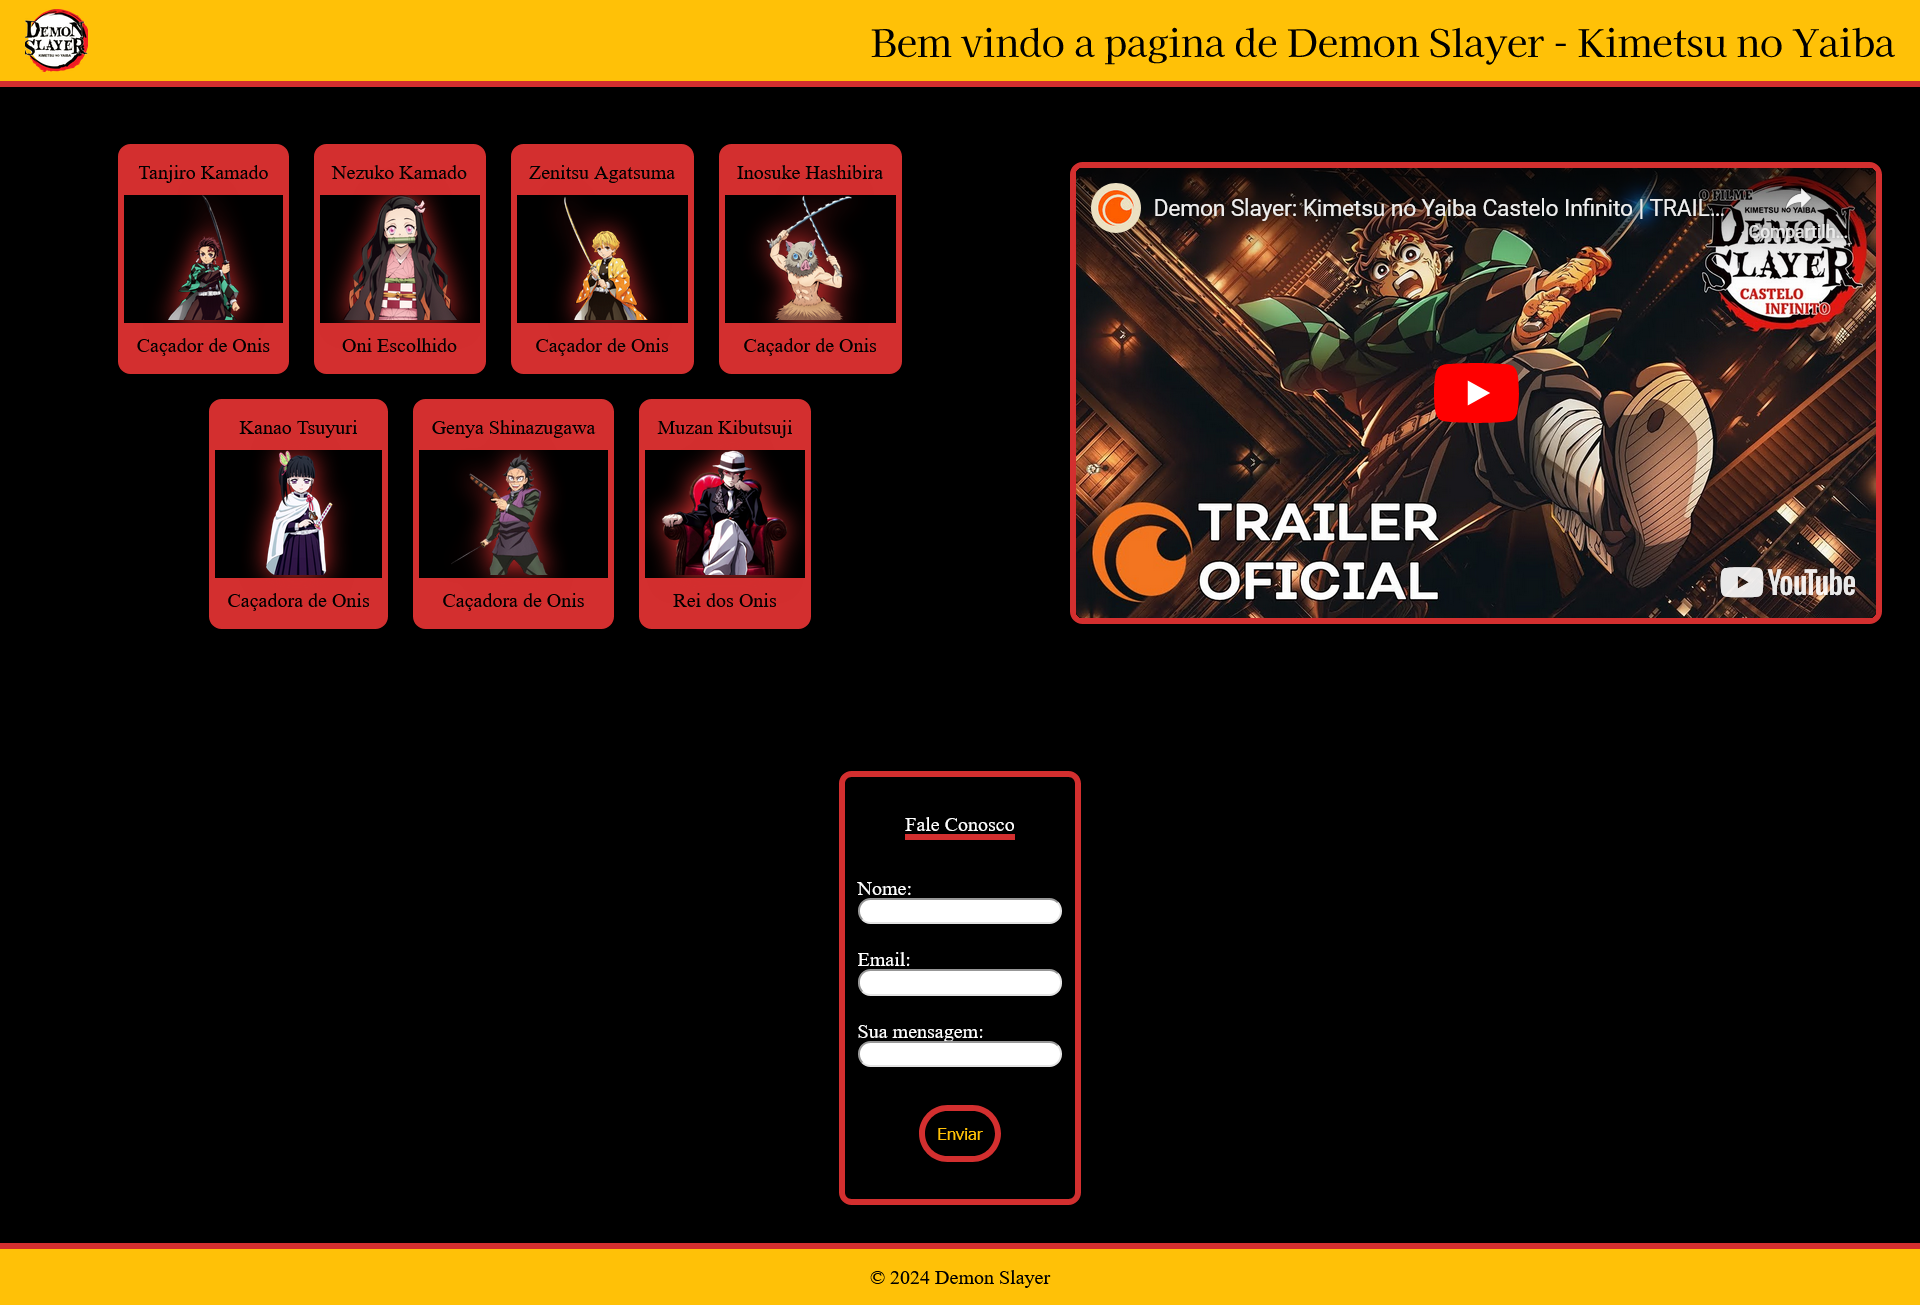 DEMON
SLAYER
KIMETSU NO YAIBA
Bem vindo a pagina de Demon Slayer - Kimetsu no Yaiba
Tanjiro Kamado
Caçador de Onis
Nezuko Kamado
Oni Escolhido
Zenitsu Agatsuma
Caçador de Onis
Inosuke Hashibira
Caçador de Onis
Kanao Tsuyuri
Caçadora de Onis
Genya Shinazugawa
Caçadora de Onis
Muzan Kibutsuji
Rei dos Onis
Demon Slayer: Kimetsu no Yaiba Castelo Infinito | TRAIL...
Compartilh...
O FILME
KIMETSU NO YAIBA
DEMON
SLAYER
CASTELO
INFINITO
TRAILER
OFICIAL
YouTube
Fale Conosco
Nome:
Email:
Sua mensagem:
Enviar
© 2024 Demon Slayer